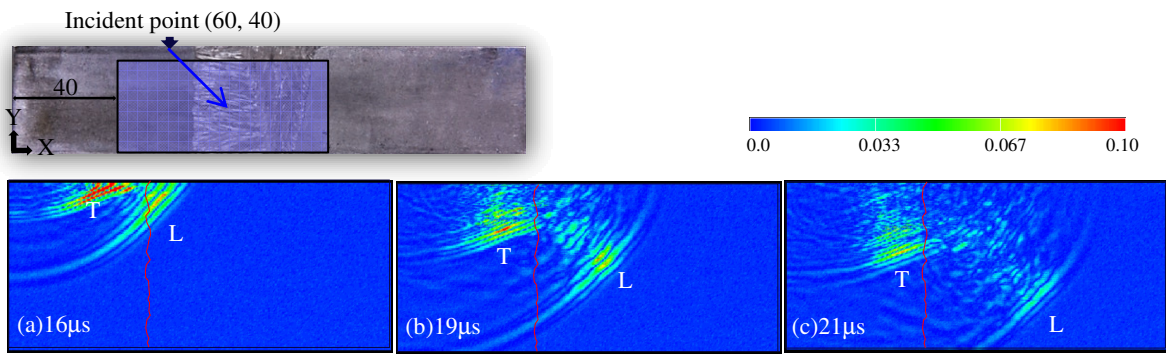 Incident point (60, 40)
40
Y
X
0.0 0.033 0.067 0.10
T
L
(a)16μs
T
L
(b)19μs
T
L
(c)21μs